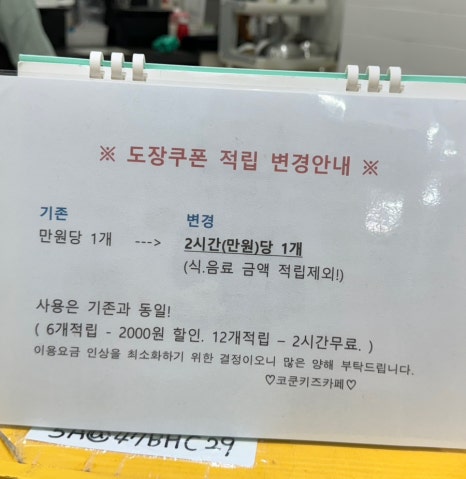 ※ 도장쿠폰 적립 변경안내 ※
기존 변경
만원당 1개 ---> 2시간(만원)당 1개
(식.음료 금액 적립제외!)
사용은 기존과 동일!
( 6개적립 - 2000원 할인. 12개적립 – 2시간무료. )
이용요금 인상을 최소화하기 위한 결정이오니 많은 양해 부탁드립니다.
♡코쿤키즈카페♡